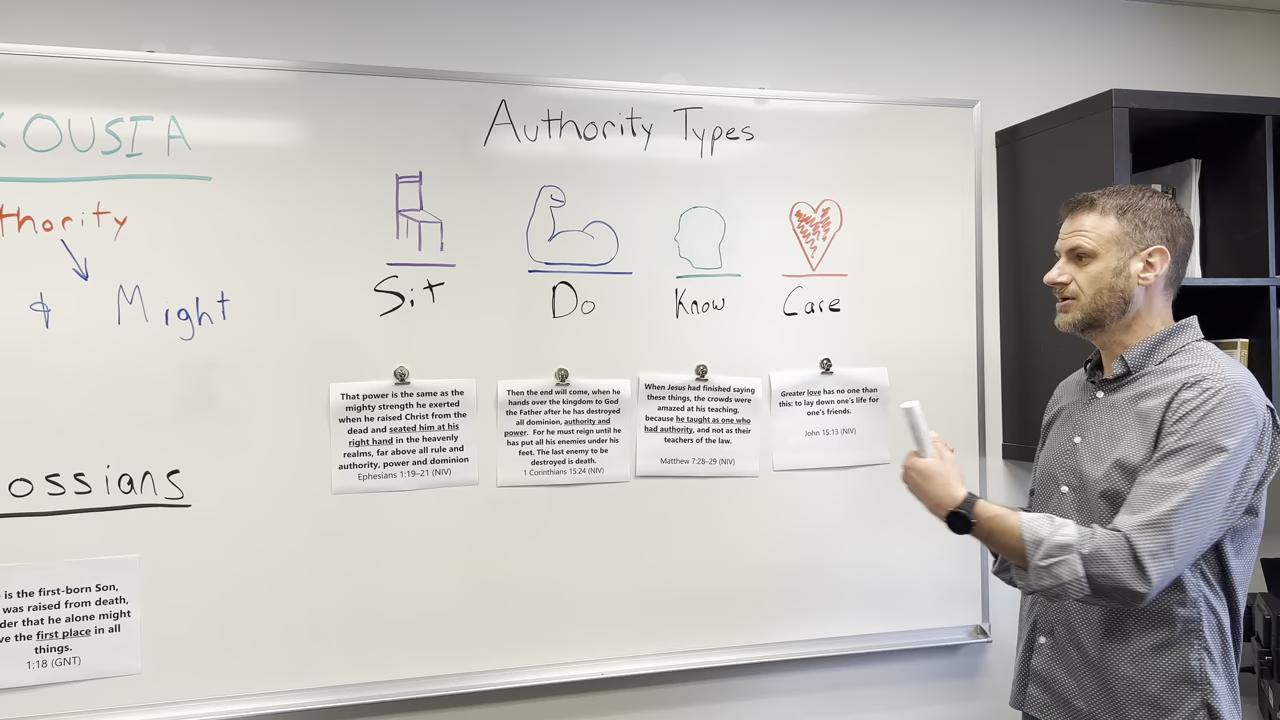 KOUSIA
thority
& Might
ossians
is the first-born Son,
was raised from death,
der that he alone might
ve the first place in all
things.
1:18 (GNT)
Authority Types
Sit Do Know Care
That power is the same as the
mighty strength he exerted
when he raised Christ from the
dead and seated him at his
right hand in the heavenly
realms, far above all rule and
authority, power and dominion
Ephesians 1:19–21 (NIV)
Then the end will come, when he
hands over the kingdom to God
the Father after he has destroyed
all dominion, authority and
power. For he must reign until he
has put all his enemies under his
feet. The last enemy to be
destroyed is death.
1 Corinthians 15:24 (NIV)
When Jesus had finished saying
these things, the crowds were
amazed at his teaching,
because he taught as one who
had authority, and not as their
teachers of the law.
Matthew 7:28–29 (NIV)
Greater love has no one than
this: to lay down one's life for
one's friends.
John 15:13 (NIV)